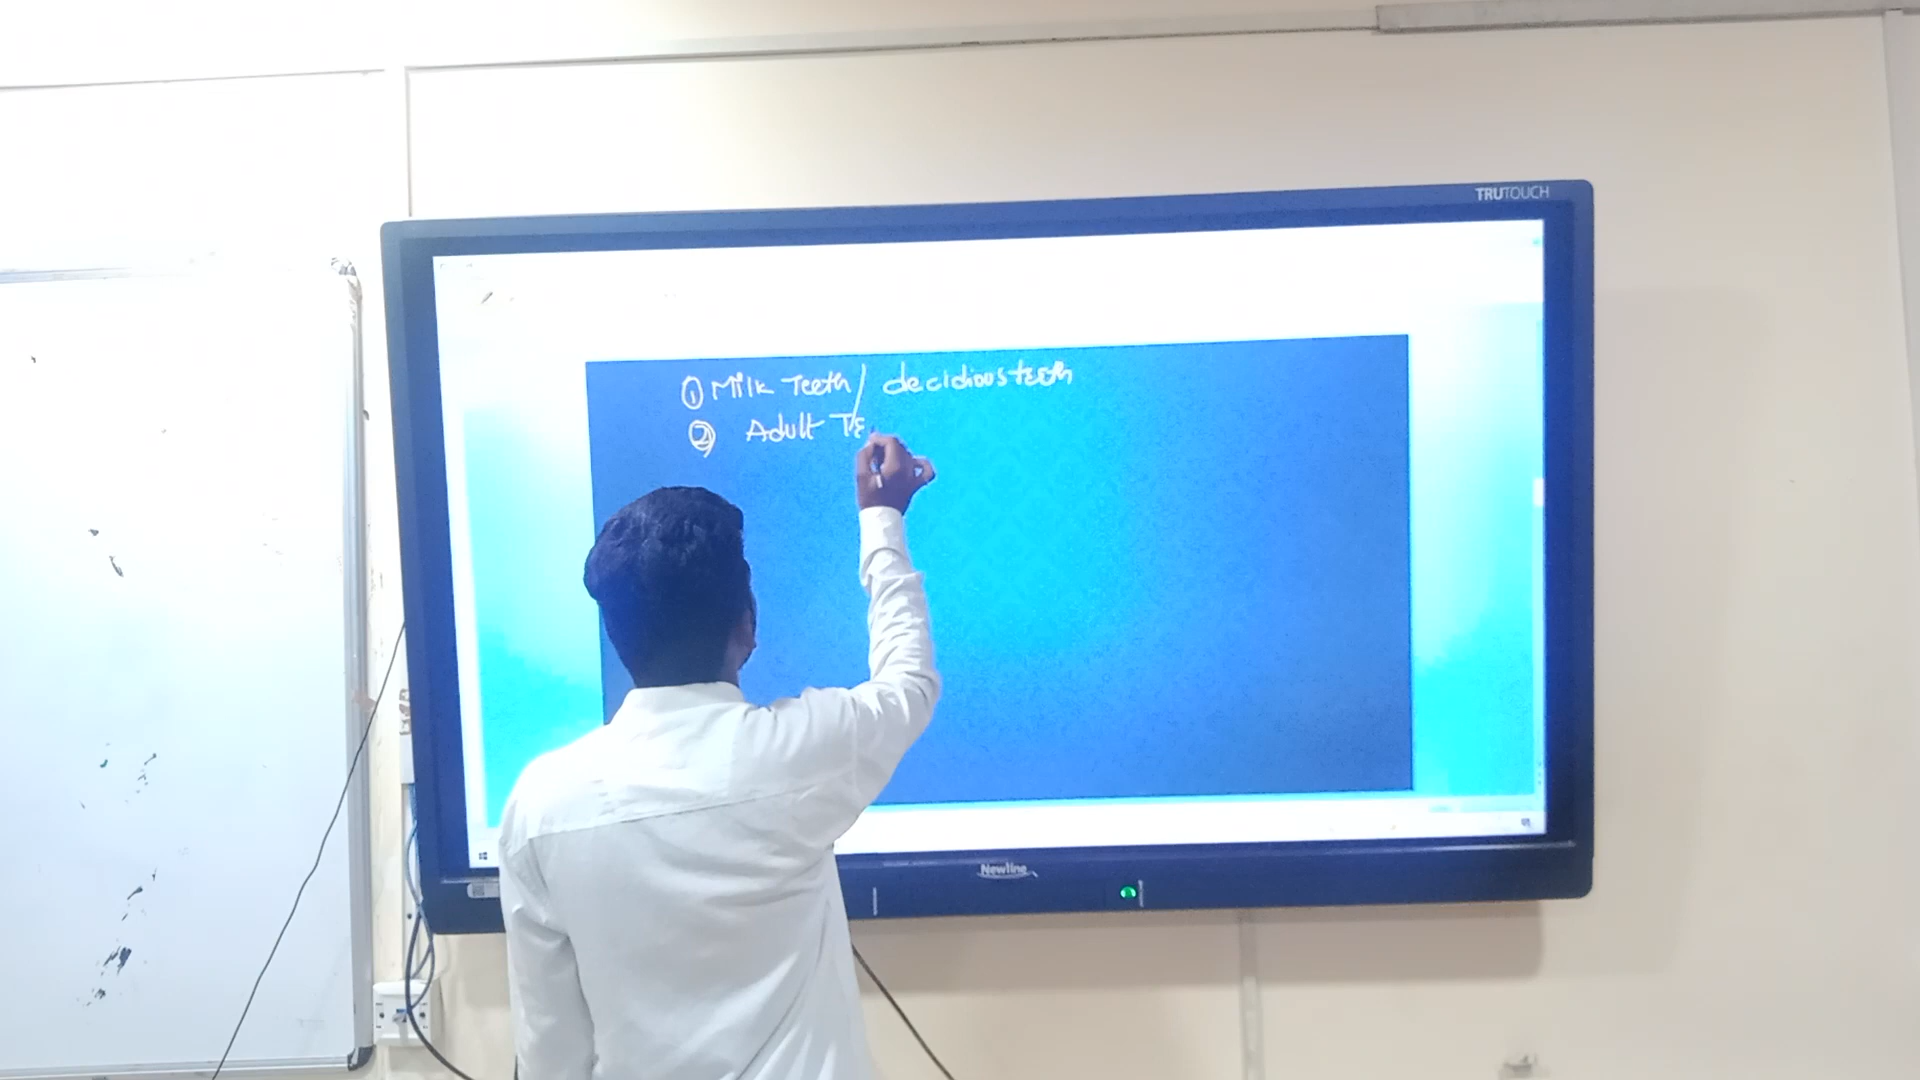 TRUTOUCH
① Milk Teeth / decidious teeth
② Adult Te
Newline